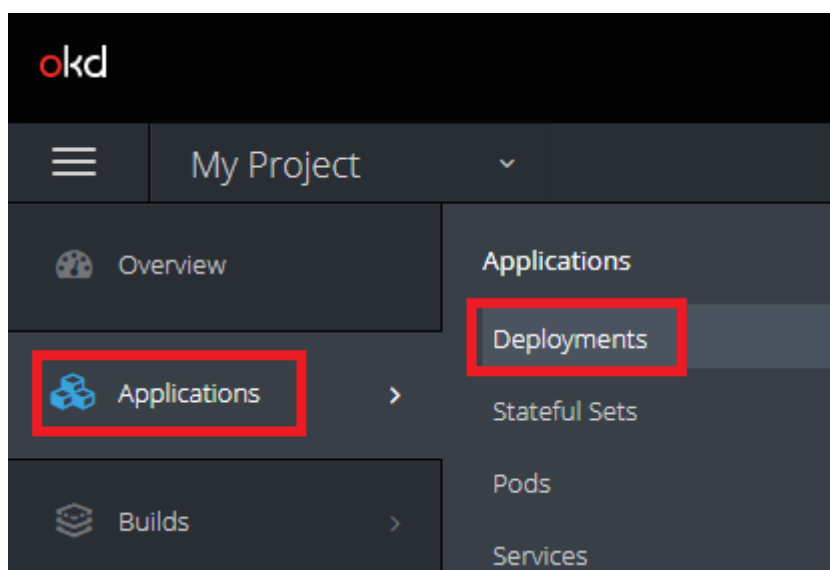 okd
My Project
Overview
Applications
Builds
Applications
Deployments
Stateful Sets
Pods
Services